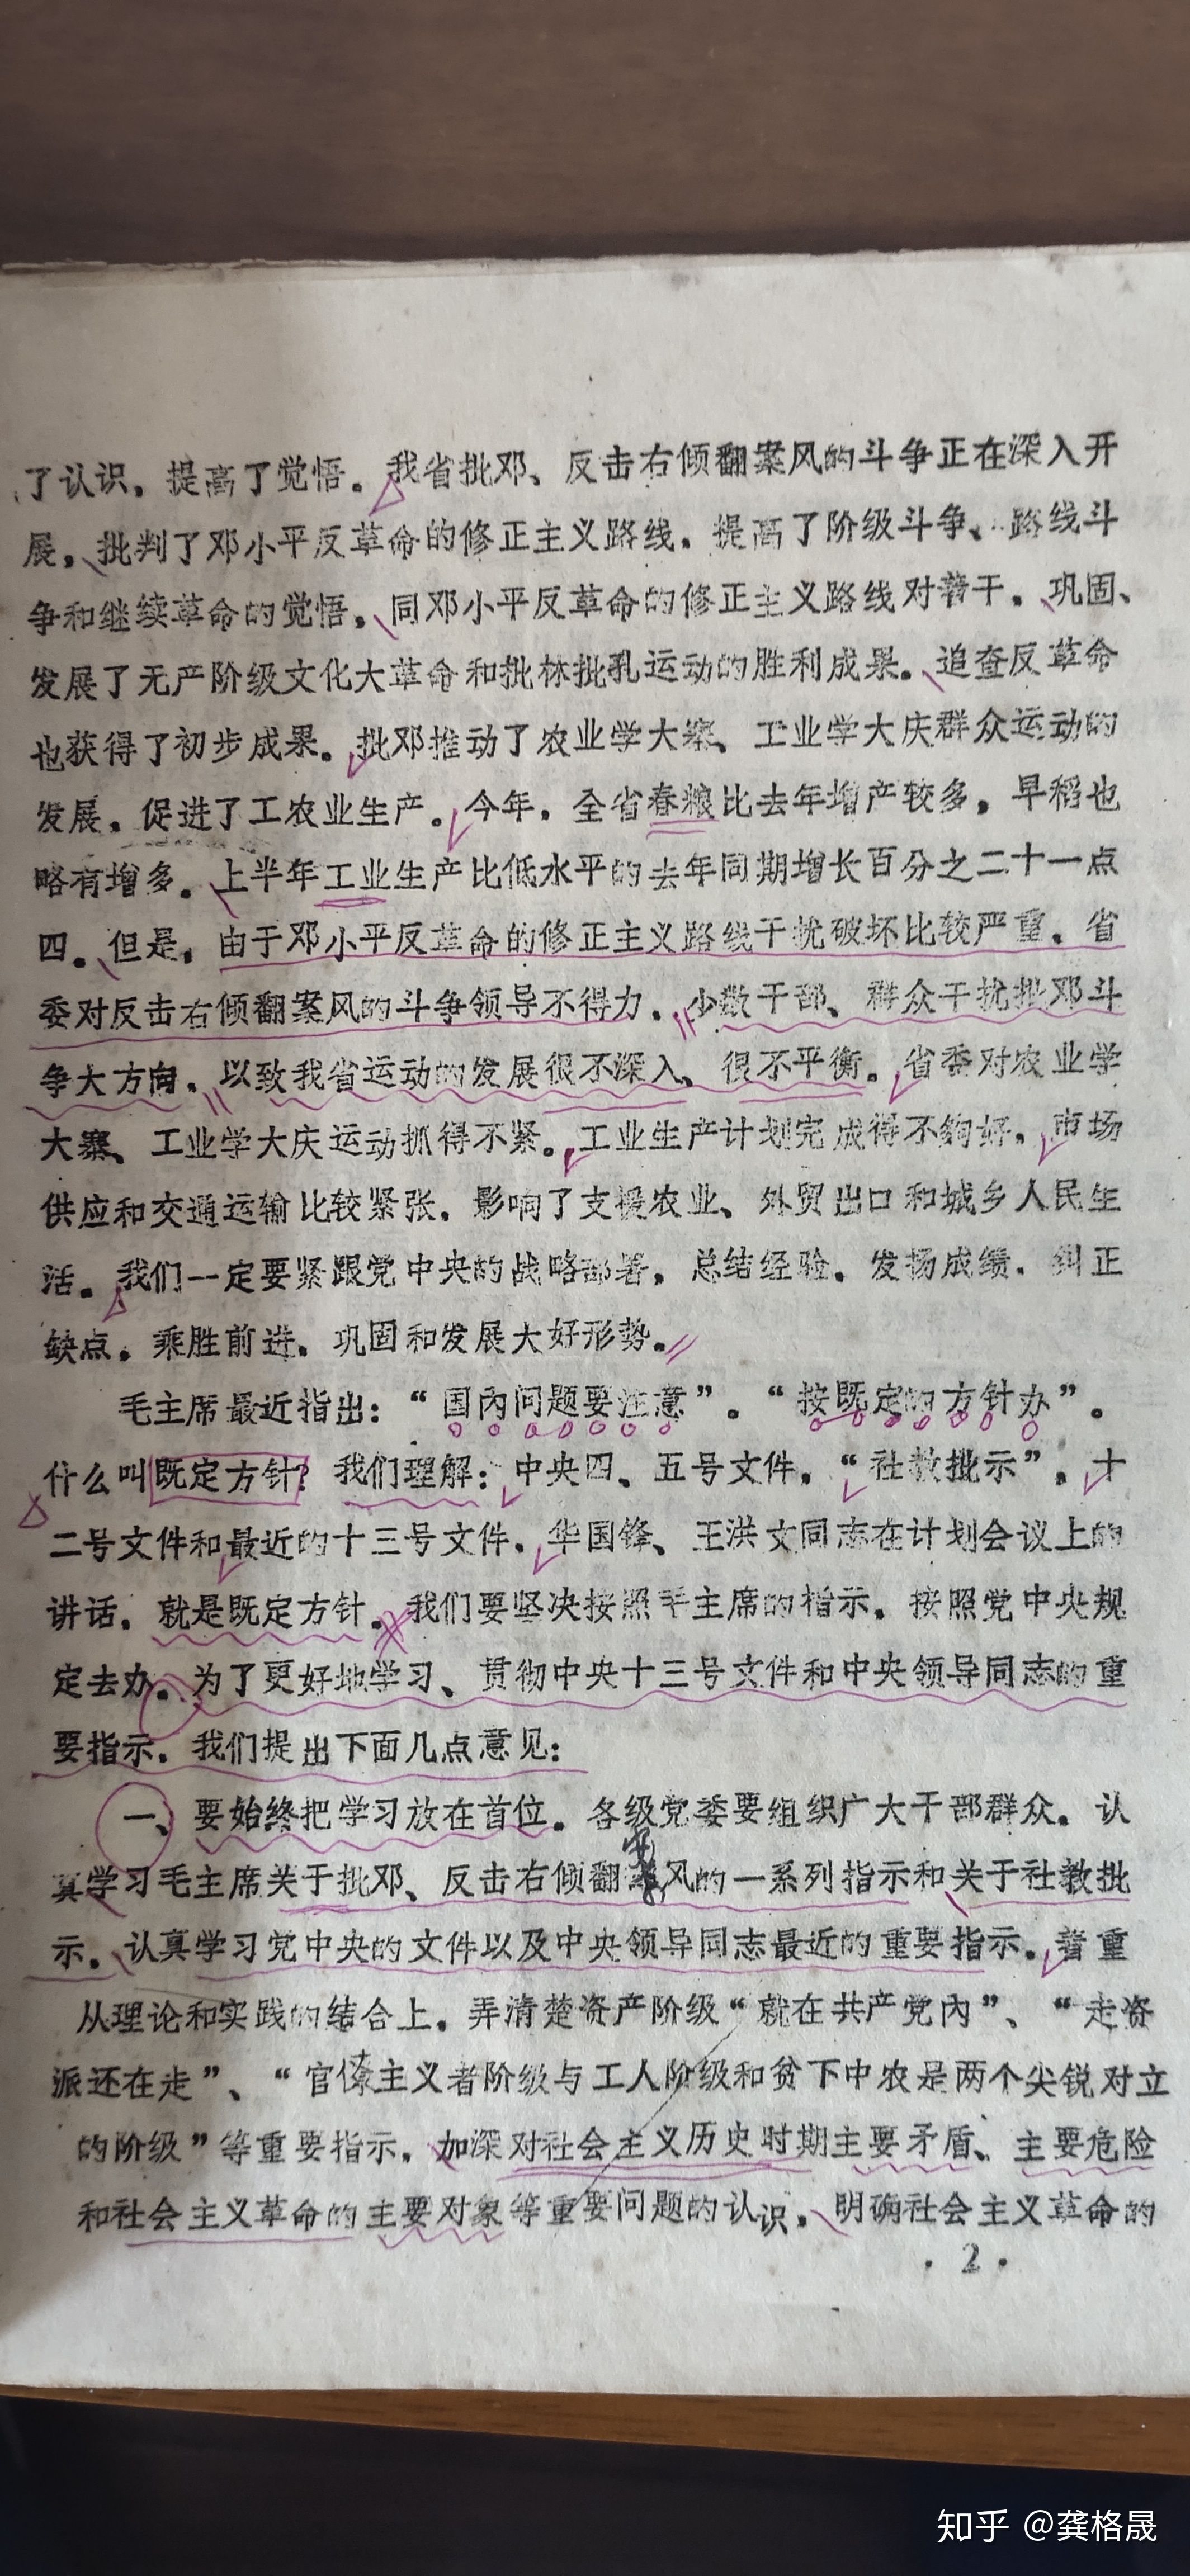 了认识，提高了觉悟。我省批邓、反击右倾翻案风的斗争正在深入开
展，批判了邓小平反革命的修正主义路线，提高了阶级斗争、路线斗
争和继续革命的觉悟，同邓小平反革命的修正主义路线对着干，巩固、
发展了无产阶级文化大革命和批林批孔运动的胜利成果。追查反革命
也获得了初步成果。批邓推动了农业学大寨、工业学大庆群众运动的
发展，促进了工农业生产。今年，全省春粮比去年增产较多，早稻也
略有增多。上半年工业生产比低水平的去年同期增长百分之二十一点
四。但是，由于邓小平反革命的修正主义路线干扰破坏比较严重，省
委对反击右倾翻案风的斗争领导不得力，少数干部、群众干扰批邓斗
争大方向，以致我省运动的发展很不深入、很不平衡。省委对农业学
大寨、工业学大庆运动抓得不紧。工业生产计划完成得不够好，市场
供应和交通运输比较紧张，影响了支援农业、外贸出口和城乡人民生
活。我们一定要紧跟党中央的战略部署，总结经验，发扬成绩，纠正
缺点，乘胜前进，巩固和发展大好形势。
毛主席最近指出：“国内问题要注意”。“按既定的方针办”。
什么叫既定方针？我们理解：中央四、五号文件，“社教批示”，十
二号文件和最近的十三号文件，华国锋、王洪文同志在计划会议上的
讲话，就是既定方针。我们要坚决按照毛主席的指示，按照党中央规
定去办。为了更好地学习、贯彻中央十三号文件和中央领导同志的重
要指示，我们提出下面几点意见：
一、要始终把学习放在首位。各级党委要组织广大干部群众，认
真学习毛主席关于批邓、反击右倾翻案风的一系列指示和关于社教批
示，认真学习党中央的文件以及中央领导同志最近的重要指示。着重
从理论和实践的结合上，弄清楚资产阶级“就在共产党内”、“走资
派还在走”、“官僚主义者阶级与工人阶级和贫下中农是两个尖锐对立
的阶级”等重要指示，加深对社会主义历史时期主要矛盾、主要危险
和社会主义革命的主要对象等重要问题的认识，明确社会主义革命的
·2·
知乎 @龚格晟